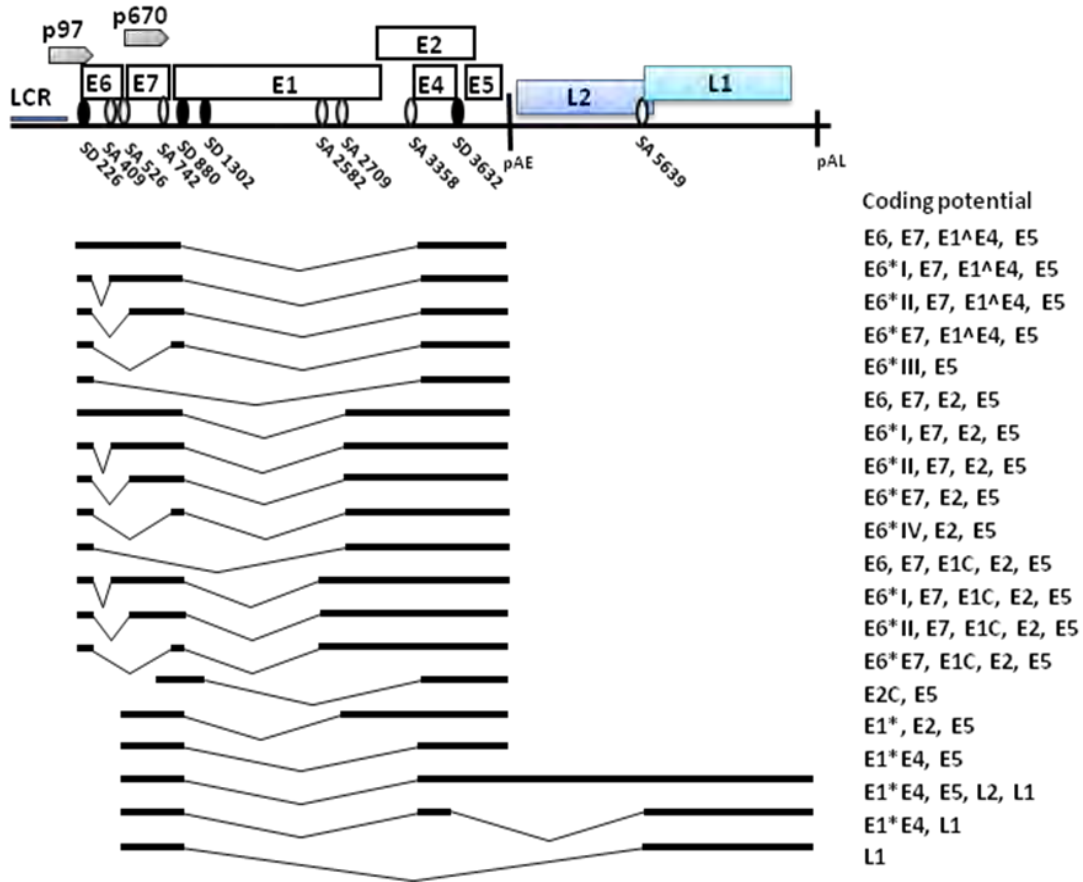 p670
p97
E2
E6 E7 E1 E4 E5
LCR
L2 L1
SD 226
SA 409
SA 526
SA 742
SD 880
SD 1302
SA 2582
SA 2709
SA 3358
SD 3632
pAE
SA 5639
pAL
Coding potential
E6, E7, E1^E4, E5
E6*I, E7, E1^E4, E5
E6*II, E7, E1^E4, E5
E6*E7, E1^E4, E5
E6*III, E5
E6, E7, E2, E5
E6*I, E7, E2, E5
E6*II, E7, E2, E5
E6*E7, E2, E5
E6*IV, E2, E5
E6, E7, E1C, E2, E5
E6*I, E7, E1C, E2, E5
E6*II, E7, E1C, E2, E5
E6*E7, E1C, E2, E5
E2C, E5
E1*, E2, E5
E1*E4, E5
E1*E4, E5, L2, L1
E1*E4, L1
L1